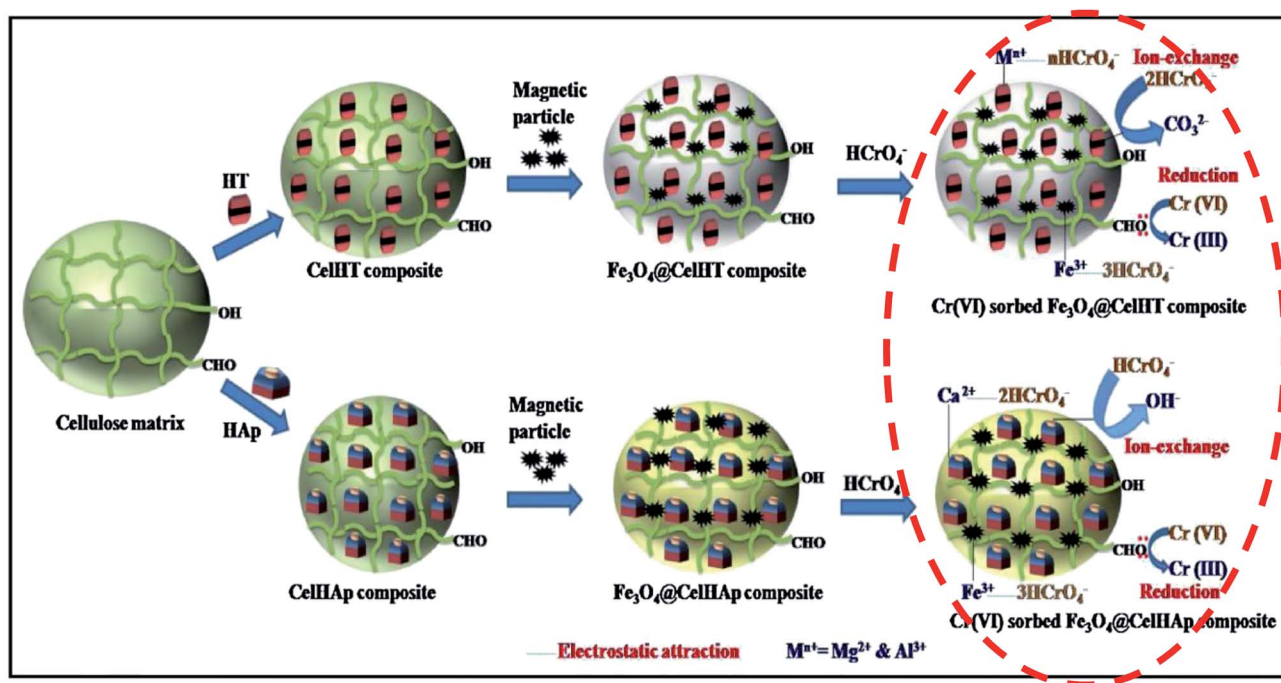 Mⁿ⁺ nHCrO₄⁻
Ion-exchange
2HCrO₄⁻
CO₃²⁻
OH
Reduction
Cr (VI)
CHO
Cr (III)
Fe³⁺ 3HCrO₄⁻
Cr(VI) sorbed Fe₃O₄@CelHT composite
HCrO₄⁻
Magnetic
particle
OH
CHO
Fe₃O₄@CelHT composite
HT
OH
CHO
CelHT composite
OH
CHO
Cellulose matrix
HAp
OH
CHO
CelHAp composite
Magnetic
particle
OH
CHO
Fe₃O₄@CelHAp composite
HCrO₄⁻
HCrO₄⁻
Ca²⁺ 2HCrO₄⁻
OH⁻
Ion-exchange
OH
Cr (VI)
CHO
Cr (III)
Fe³⁺ 3HCrO₄⁻
Reduction
Cr(VI) sorbed Fe₃O₄@CelHAp composite
Electrostatic attraction
Mⁿ⁺= Mg²⁺ & Al³⁺